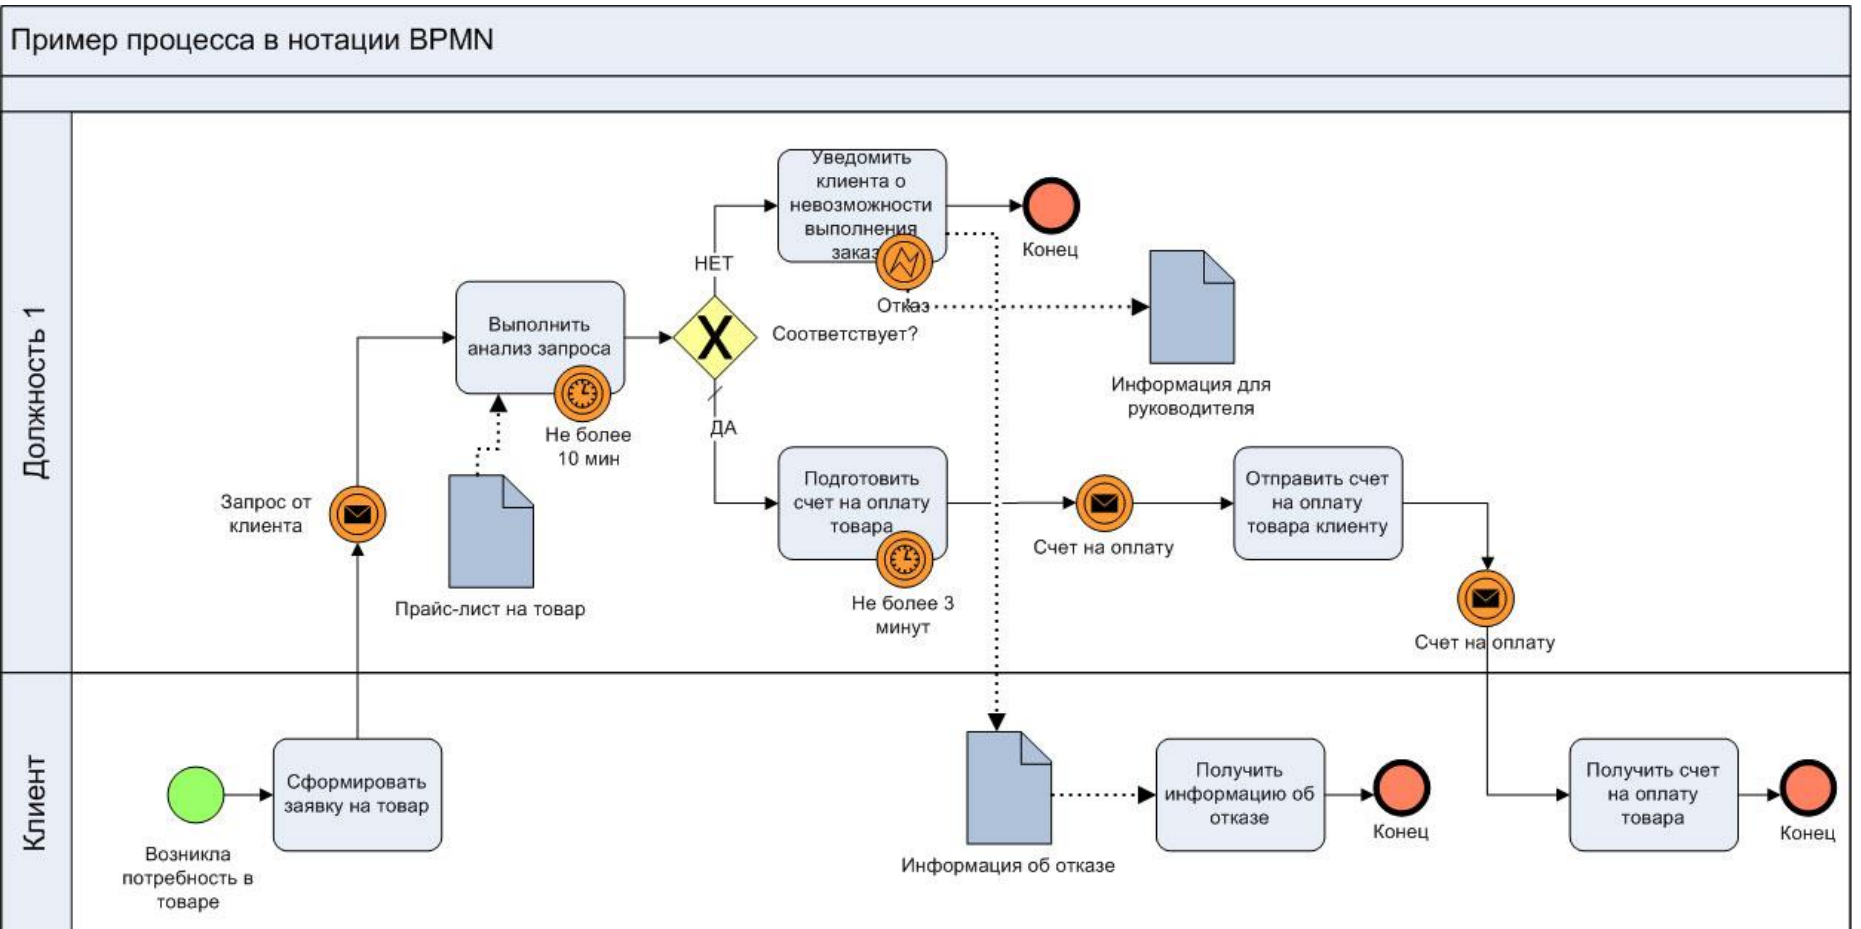 Пример процесса в нотации BPMN
Должность 1
Уведомить
клиента о
невозможности
выполнения
заказ
Конец
НЕТ
Отказ
Соответствует?
Выполнить
анализ запроса
Информация для
руководителя
Не более
10 мин
ДА
Запрос от
клиента
Подготовить
счет на оплату
товара
Отправить счет
на оплату
товара клиенту
Счет на оплату
Прайс-лист на товар
Не более 3
минут
Счет на оплату
Клиент
Сформировать
заявку на товар
Возникла
потребность в
товаре
Информация об отказе
Получить
информацию об
отказе
Конец
Получить счет
на оплату
товара
Конец